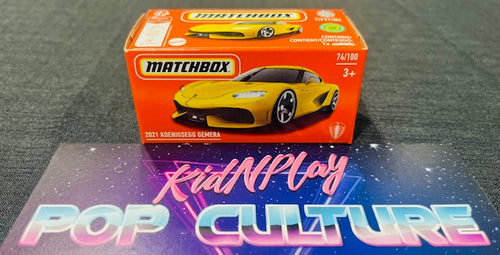 MATCHBOX
MATCHBOX
74/100
3+
2021 KOENIGSEGG GEMERA
KidNPlay
POP CULTURE